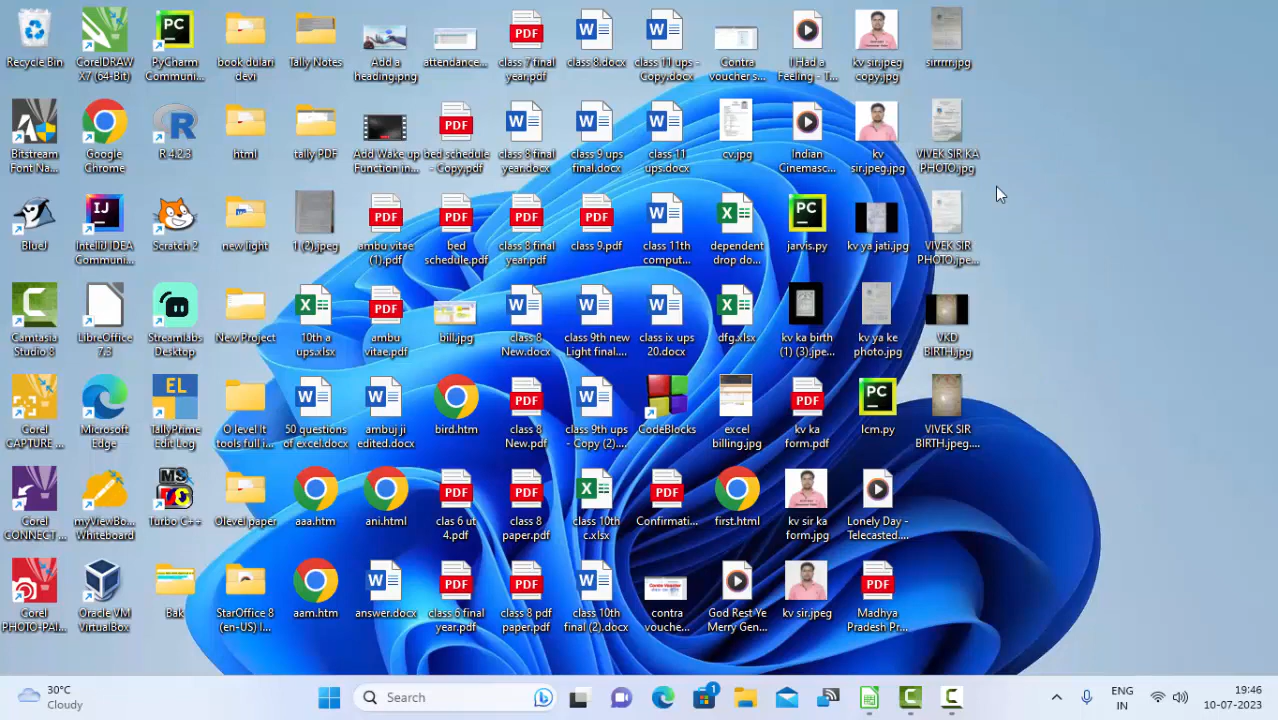 Recycle Bin
CorelDRAW
X7 (64-Bit)
PyCharm
Communi...
book dulari
devi
Tally Notes
Add a
heading.png
attendance...
class 7 final
year.pdf
class 8.docx
class 11 ups -
Copy.docx
Contra
voucher s...
I Had a
Feeling - T...
kv sir.jpeg
copy.jpg
sirrrrr.jpg
Bitstream
Font Na...
Google
Chrome
R 4.2.3
html
tally PDF
Add Wake up
Function in...
bed schedule
- Copy.pdf
class 8 final
year.docx
class 9 ups
final.docx
class 11
ups.docx
cv.jpg
Indian
Cinemasc...
kv
sir.jpeg.jpg
VIVEK SIR KA
PHOTO.jpg
BlueJ
IntelliJ IDEA
Communi...
Scratch 2
new light
1 (2).jpeg
ambu vitae
(1).pdf
bed
schedule.pdf
class 8 final
year.pdf
class 9.pdf
class 11th
comput...
dependent
drop do...
jarvis.py
kv ya jati.jpg
VIVEK SIR
PHOTO.jpe...
Camtasia
Studio 8
LibreOffice
7.3
Streamlabs
Desktop
New Project
10th a
ups.xlsx
ambu
vitae.pdf
bill.jpg
class 8
New.docx
class 9th new
Light final....
class ix ups
20.docx
dfg.xlsx
kv ka birth
(1) (3).jpe...
kv ya ke
photo.jpg
VKD
BIRTH.jpg
Corel
CAPTURE ...
Microsoft
Edge
TallyPrime
Edit Log
O level It
tools full i...
50 questions
of excel.docx
ambuj ji
edited.docx
bird.htm
class 8
New.pdf
class 9th ups
- Copy (2)....
CodeBlocks
excel
billing.jpg
kv ka
form.pdf
lcm.py
VIVEK SIR
BIRTH.jpeg....
Corel
CONNECT ...
myViewBo...
Whiteboard
Turbo C++
Olevel paper
aaa.htm
ani.html
clas 6 ut
4.pdf
class 8
paper.pdf
class 10th
c.xlsx
Confirmati...
first.html
kv sir ka
form.jpg
Lonely Day -
Telecasted....
Corel
PHOTO-PAI...
Oracle VM
VirtualBox
Bak
StarOffice 8
(en-US) I...
aam.htm
answer.docx
class 6 final
year.pdf
class 8 pdf
paper.pdf
class 10th
final (2).docx
contra
vouche...
God Rest Ye
Merry Gen...
kv sir.jpeg
Madhya
Pradesh Pr...
30°C
Cloudy
Search
1
ENG
IN
19:46
10-07-2023